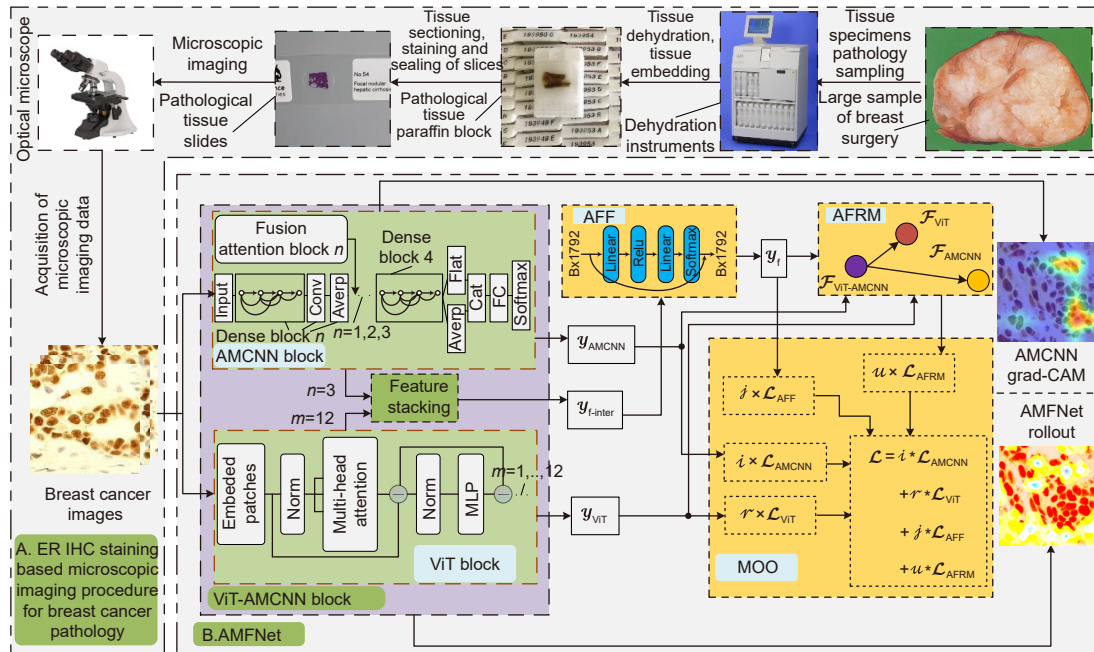 Optical microscope
Microscopic
imaging
Pathological
tissue
slides
No 54
Focal nodular
hepatic cirrhosis
Tissue
sectioning,
staining and
sealing of slices
Pathological
tissue
paraffin block
Tissue
dehydration,
tissue
embedding
Dehydration
instruments
Tissue
specimens
pathology
sampling
Large sample
of breast
surgery
Acquisition of
microscopic
imaging data
Breast cancer
images
A. ER IHC staining
based microscopic
imaging procedure
for breast cancer
pathology
Fusion
attention block n
Dense
block 4
Input
Conv
Averp
Flat
Averp
Cat
FC
Softmax
Dense block n
n=1,2,3
AMCNN block
n=3
m=12
Feature
stacking
Embeded
patches
Norm
Multi-head
attention
Norm
MLP
m=1,..,12
ViT block
ViT-AMCNN block
B.AMFNet
AFF
Bx1792
Linear
Relu
Linear
Softmax
Bx1792
y_f
y_AMCNN
y_f-inter
y_ViT
AFRM
𝓕_ViT
𝓕_AMCNN
𝓕_ViT-AMCNN
j × 𝓛_AFF
u × 𝓛_AFRM
i × 𝓛_AMCNN
r × 𝓛_ViT
𝓛 = i * 𝓛_AMCNN
+ r * 𝓛_ViT
+ j * 𝓛_AFF
+ u * 𝓛_AFRM
MOO
AMCNN
grad-CAM
AMFNet
rollout